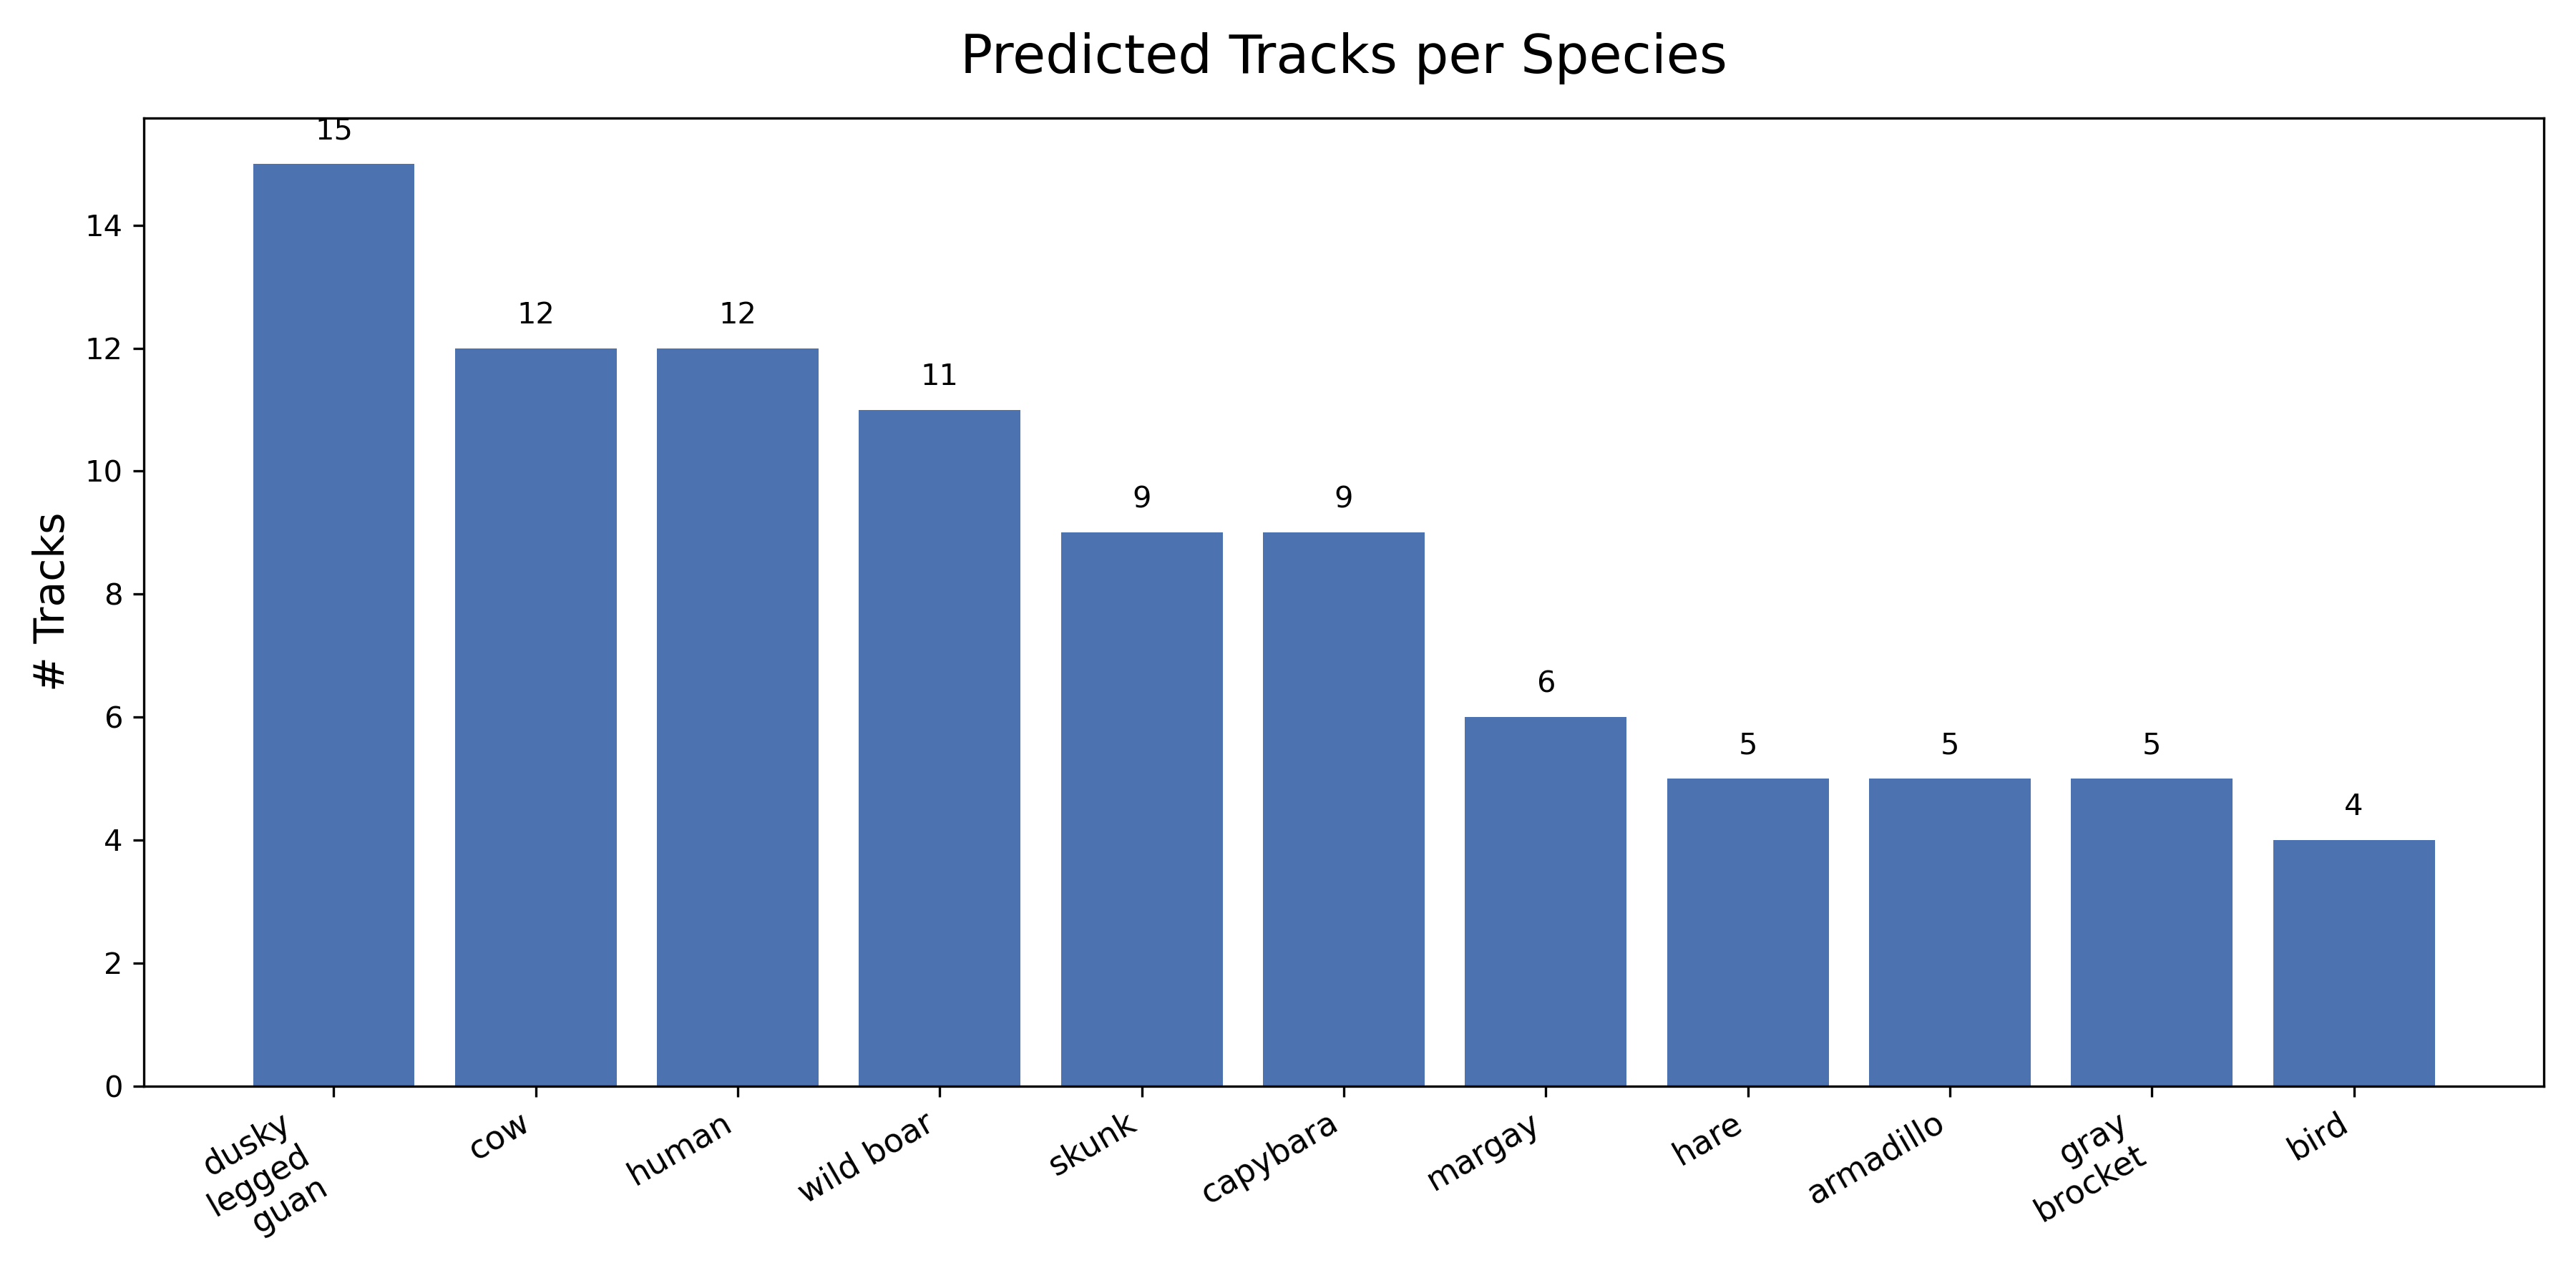 Predicted Tracks per Species
# Tracks
14
12
10
8
6
4
2
0
15
12
12
11
9
9
6
5
5
5
4
dusky
legged
guan
cow
human
wild boar
skunk
capybara
margay
hare
armadillo
gray
brocket
bird